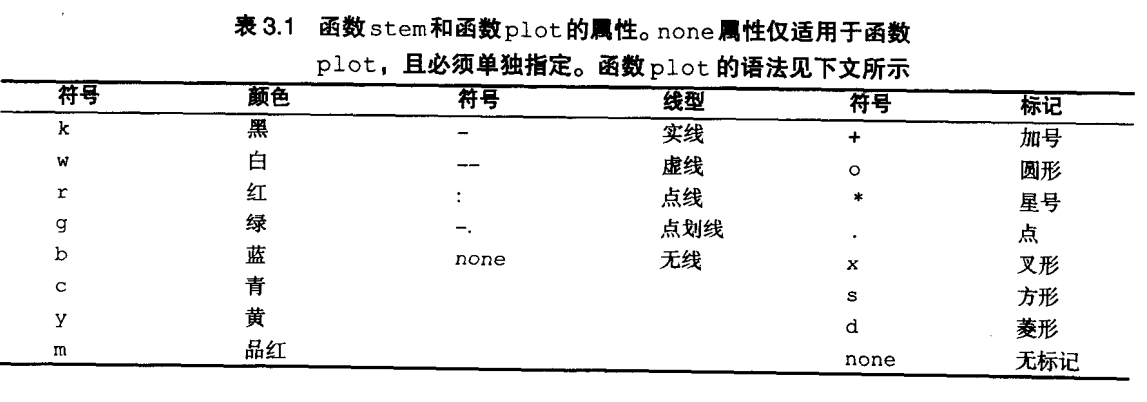 表 3.1 函数 stem 和函数 plot 的属性。none 属性仅适用于函数
plot，且必须单独指定。函数 plot 的语法见下文所示
符号 颜色 符号 线型 符号 标记
k 黑 – 实线 + 加号
w 白 -- 虚线 o 圆形
r 红 : 点线 * 星号
g 绿 -. 点划线 . 点
b 蓝 none 无线 x 叉形
c 青 s 方形
y 黄 d 菱形
m 品红 none 无标记